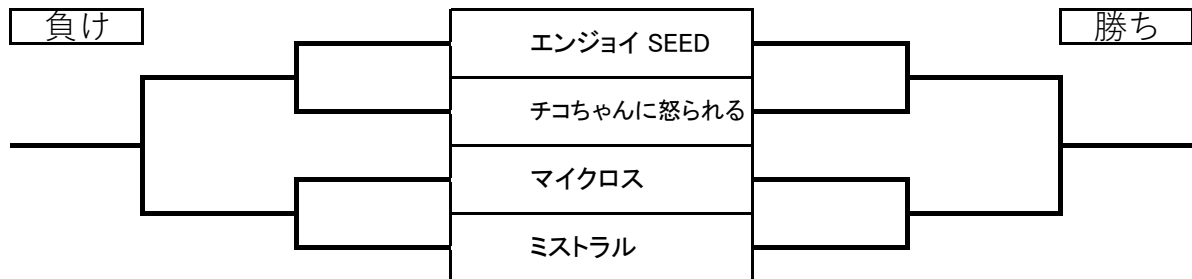 負け
勝ち
エンジョイ SEED
チコちゃんに怒られる
マイクロス
ミストラル